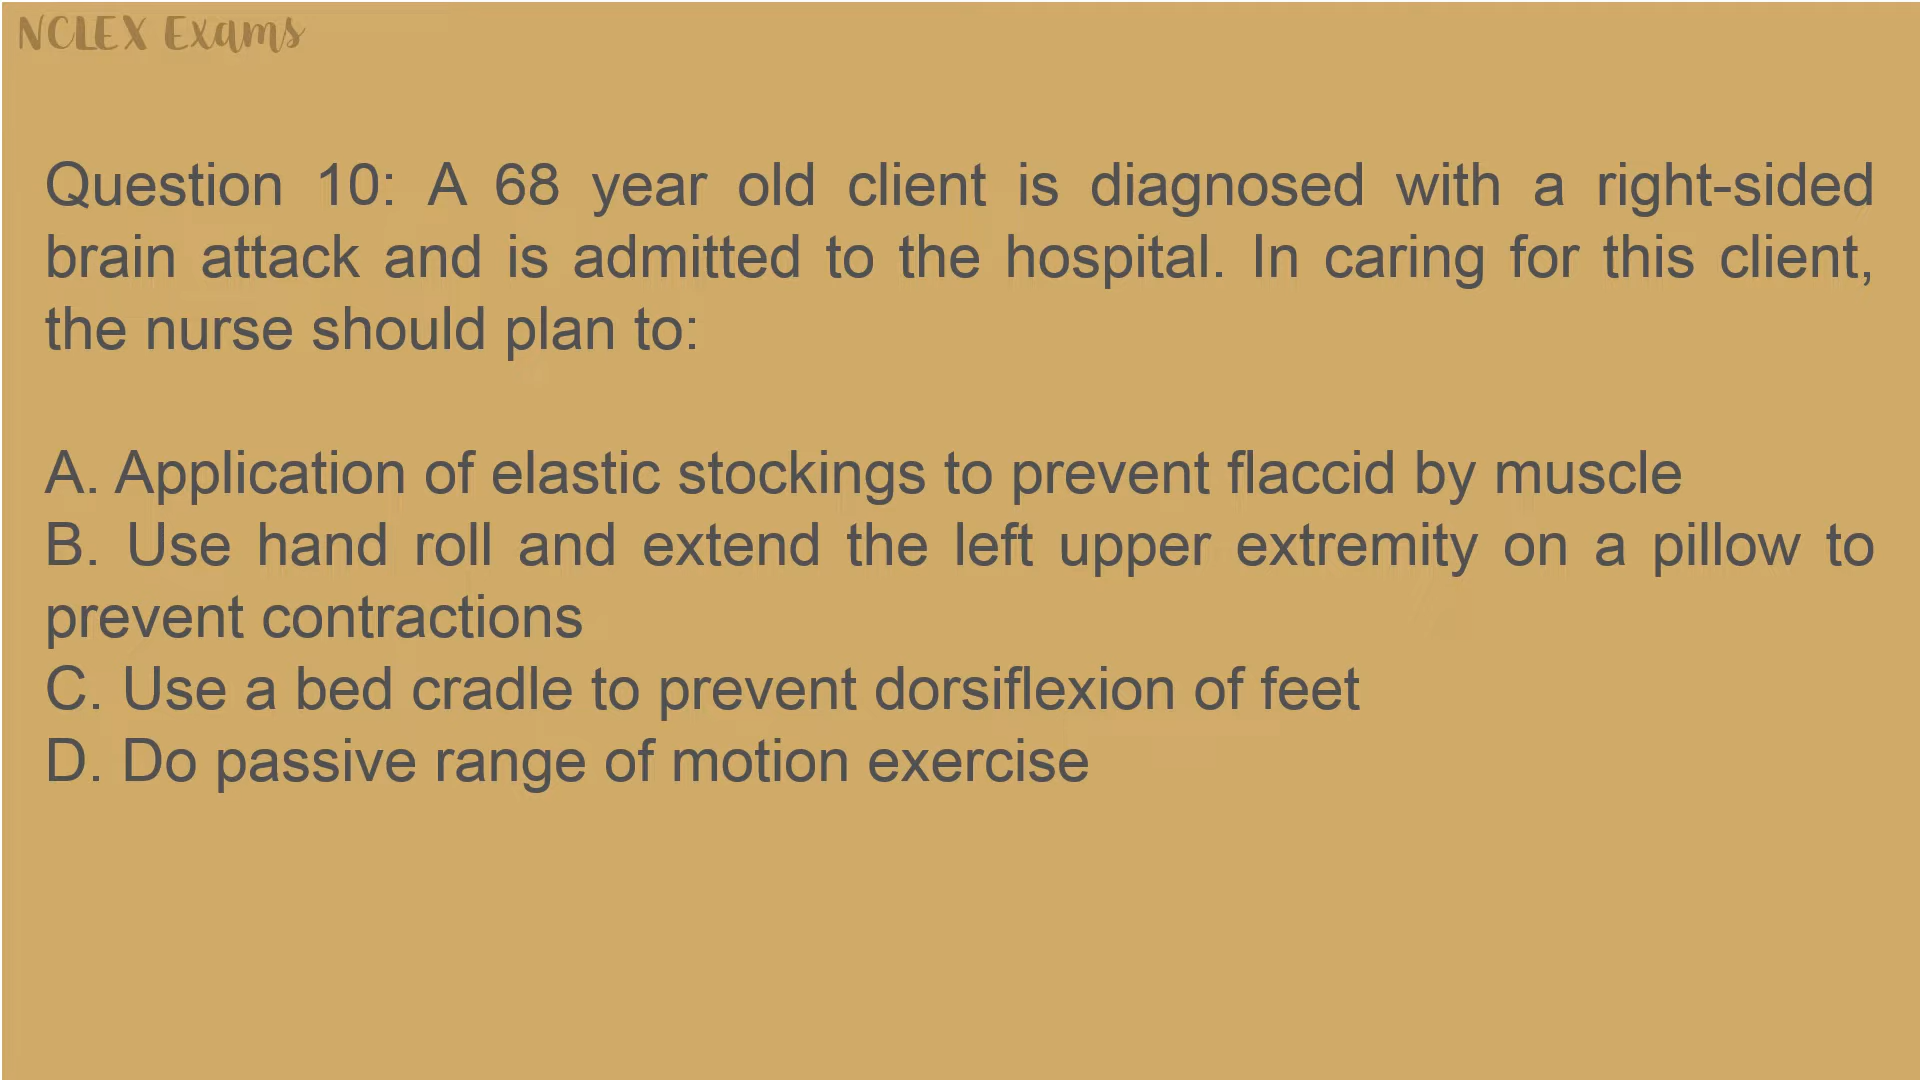 NCLEX Exams
Question 10: A 68 year old client is diagnosed with a right-sided
brain attack and is admitted to the hospital. In caring for this client,
the nurse should plan to:
A. Application of elastic stockings to prevent flaccid by muscle
B. Use hand roll and extend the left upper extremity on a pillow to
prevent contractions
C. Use a bed cradle to prevent dorsiflexion of feet
D. Do passive range of motion exercise